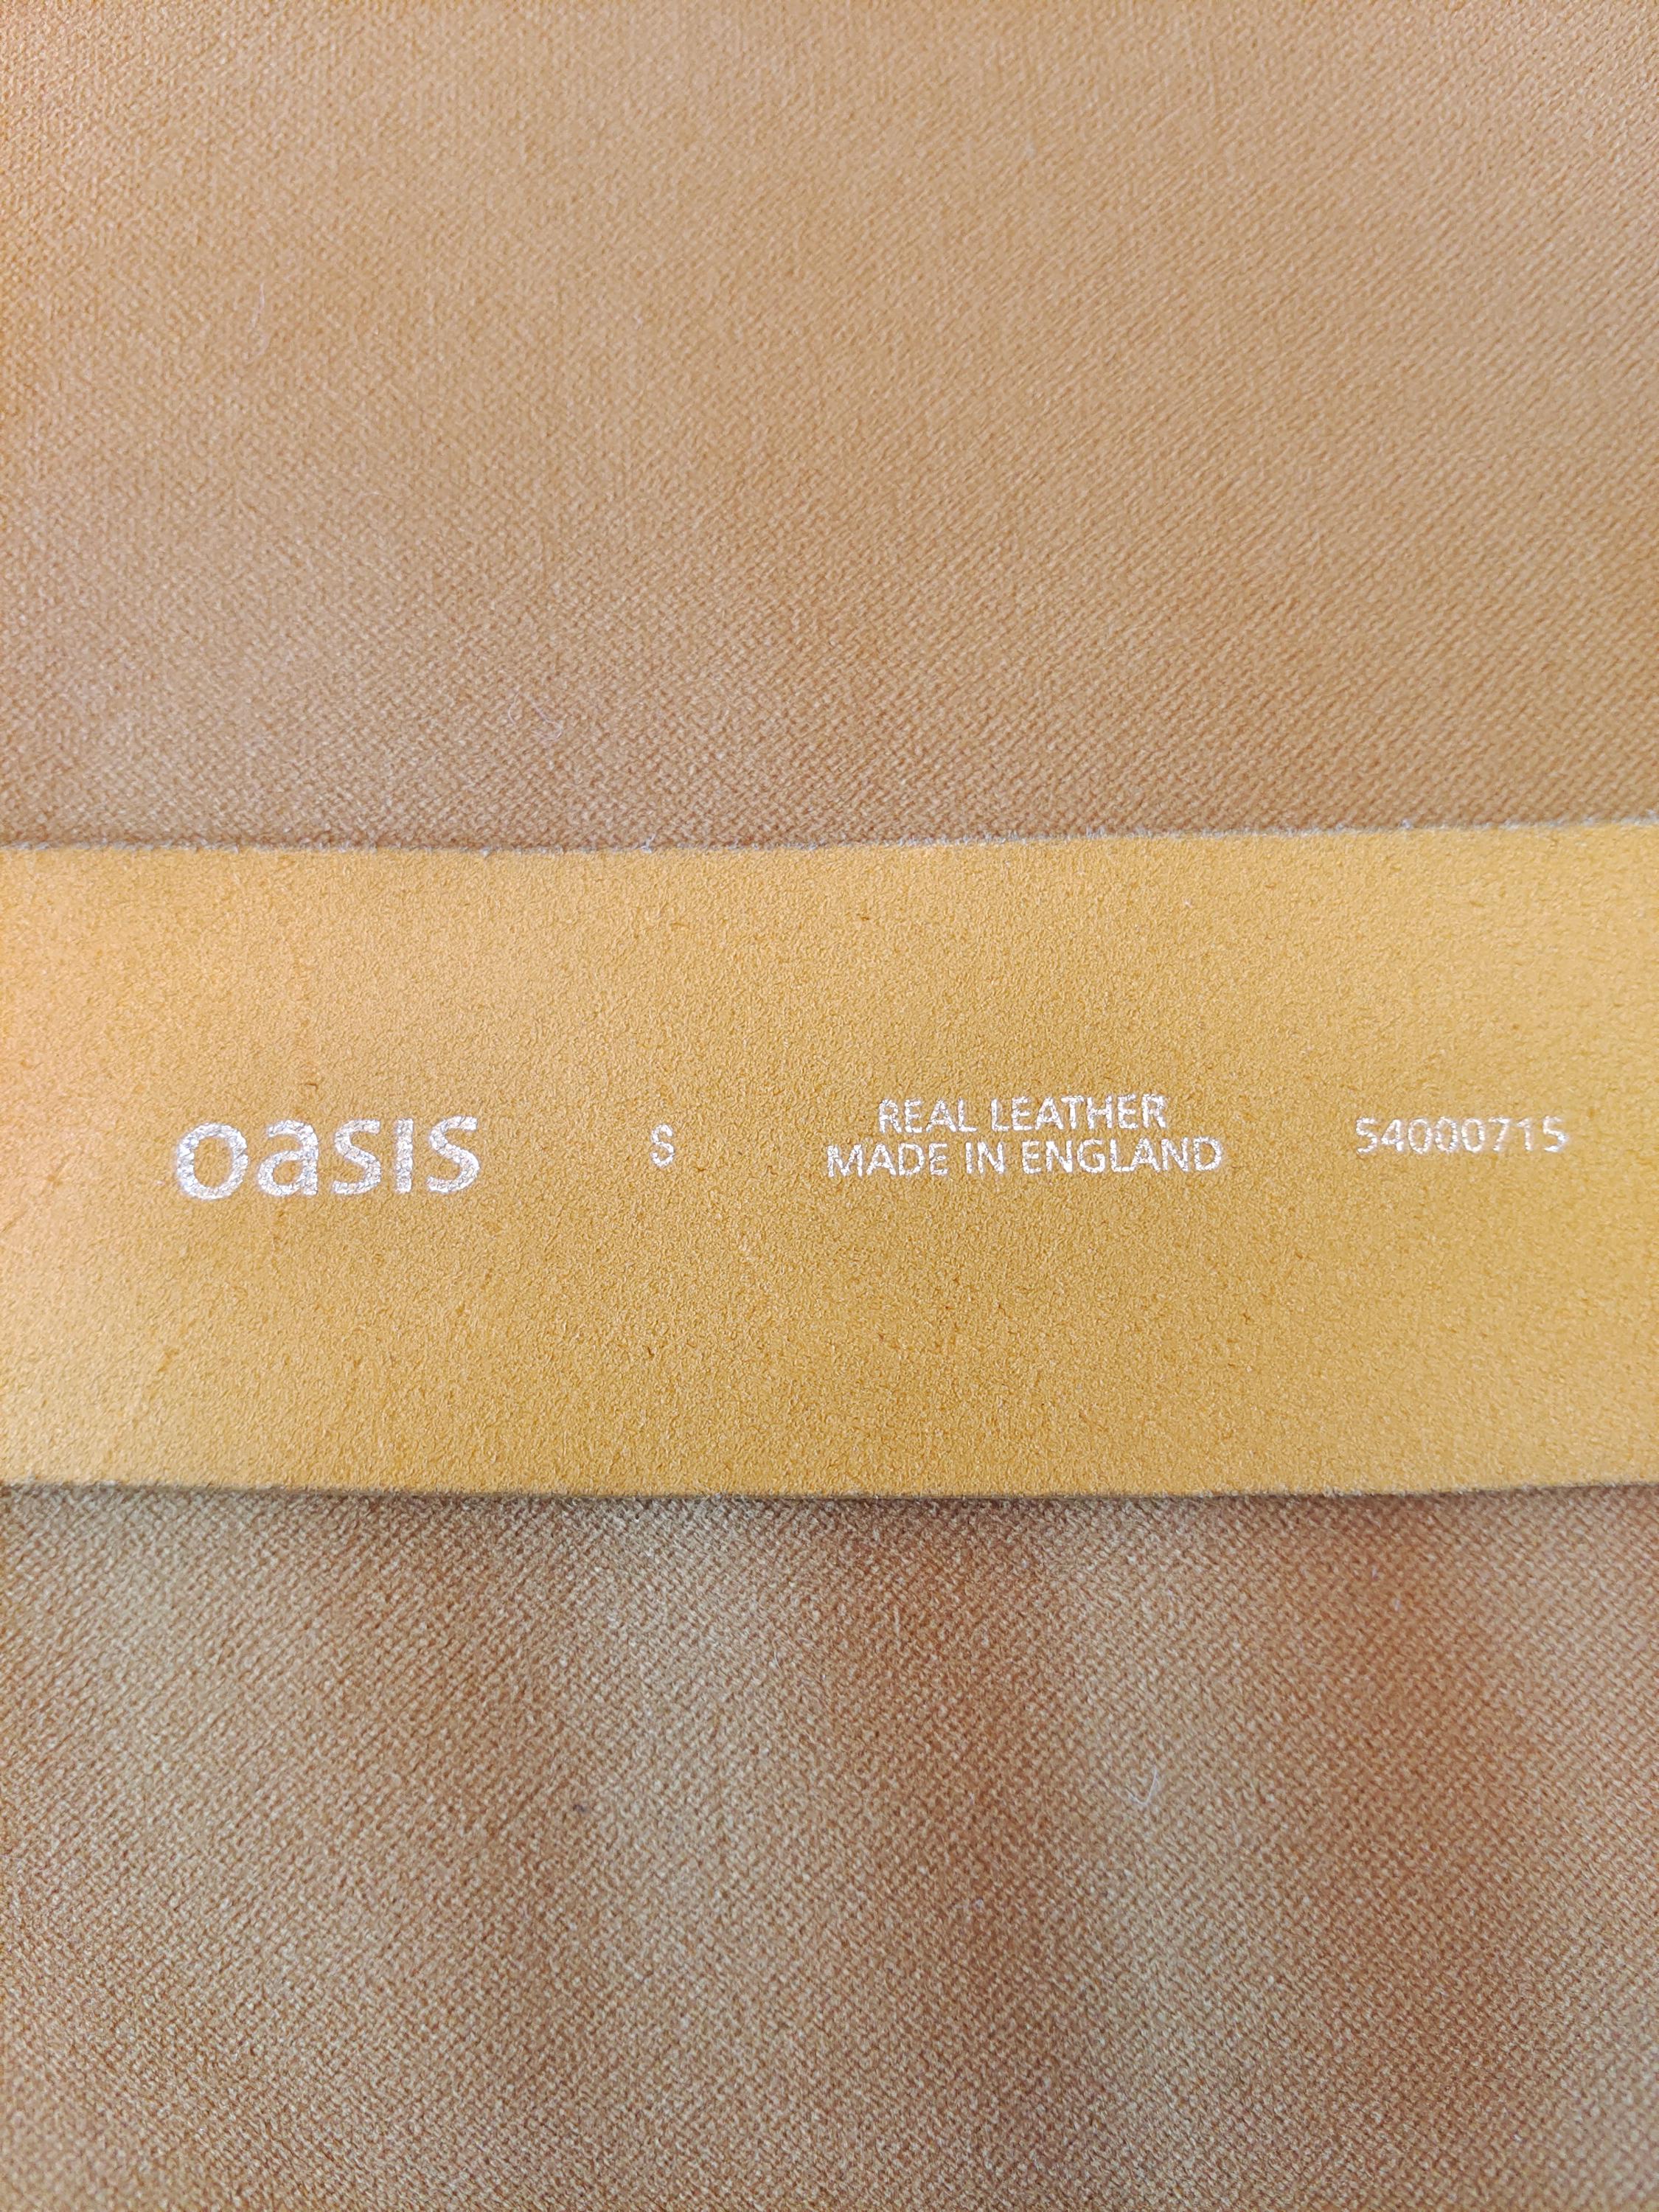 oasis
S
REAL LEATHER
MADE IN ENGLAND
54000715